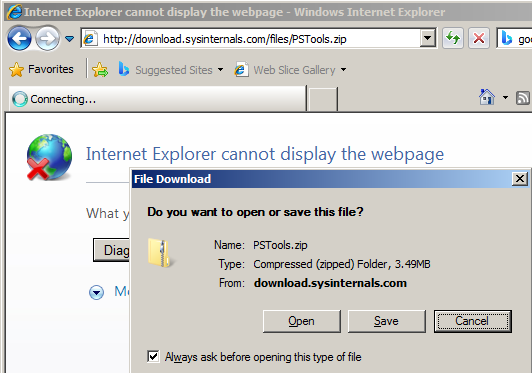 Internet Explorer cannot display the webpage - Windows Internet Explorer
http://download.sysinternals.com/files/PSTools.zip
Favorites Suggested Sites Web Slice Gallery
Connecting...
Internet Explorer cannot display the webpage
File Download
Do you want to open or save this file?
Name: PSTools.zip
Type: Compressed (zipped) Folder, 3.49MB
From: download.sysinternals.com
Open Save Cancel
Always ask before opening this type of file
What